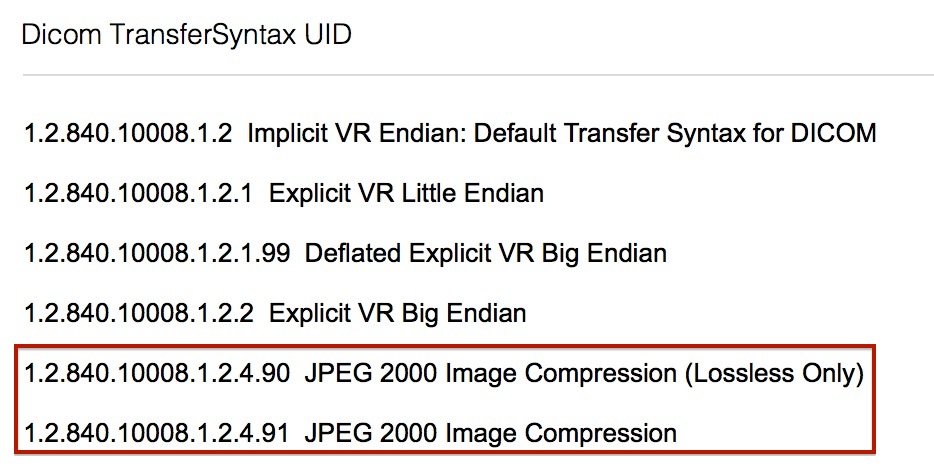 Dicom TransferSyntax UID
1.2.840.10008.1.2 Implicit VR Endian: Default Transfer Syntax for DICOM
1.2.840.10008.1.2.1 Explicit VR Little Endian
1.2.840.10008.1.2.1.99 Deflated Explicit VR Big Endian
1.2.840.10008.1.2.2 Explicit VR Big Endian
1.2.840.10008.1.2.4.90 JPEG 2000 Image Compression (Lossless Only)
1.2.840.10008.1.2.4.91 JPEG 2000 Image Compression